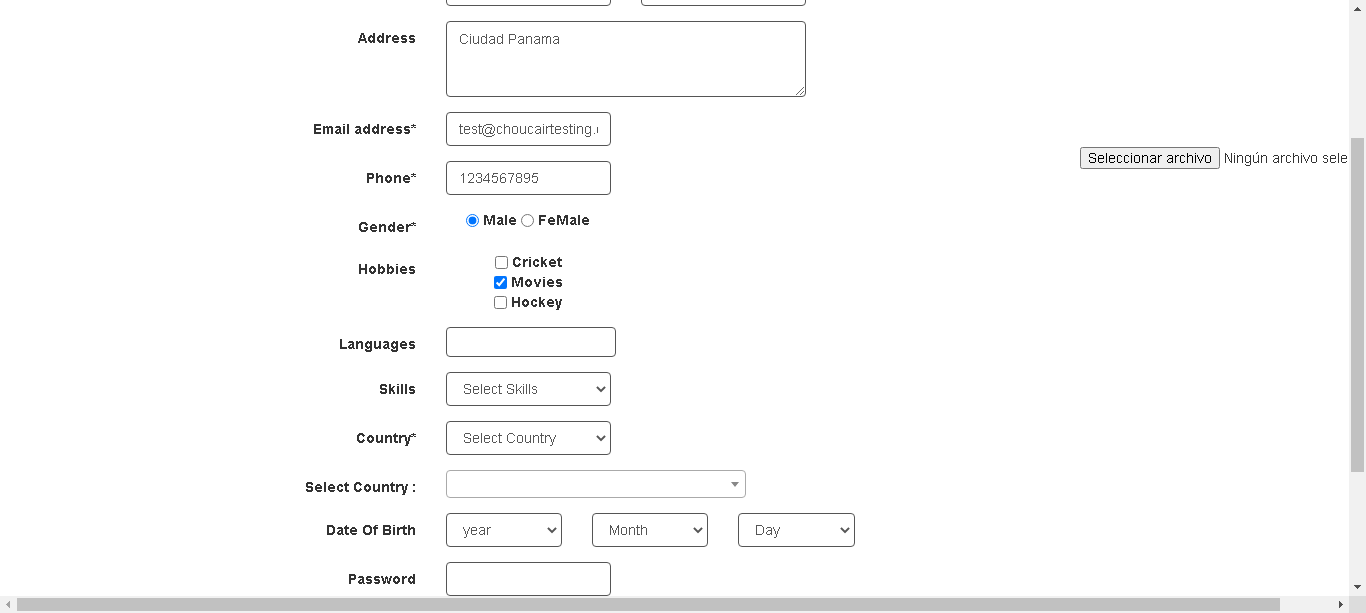 Address
Ciudad Panama
Email address*
test@choucairtesting.
Seleccionar archivo Ningún archivo sele
Phone*
1234567895
Gender*
Male FeMale
Hobbies
Cricket
Movies
Hockey
Languages
Skills
Select Skills
Country*
Select Country
Select Country :
Date Of Birth
year Month Day
Password